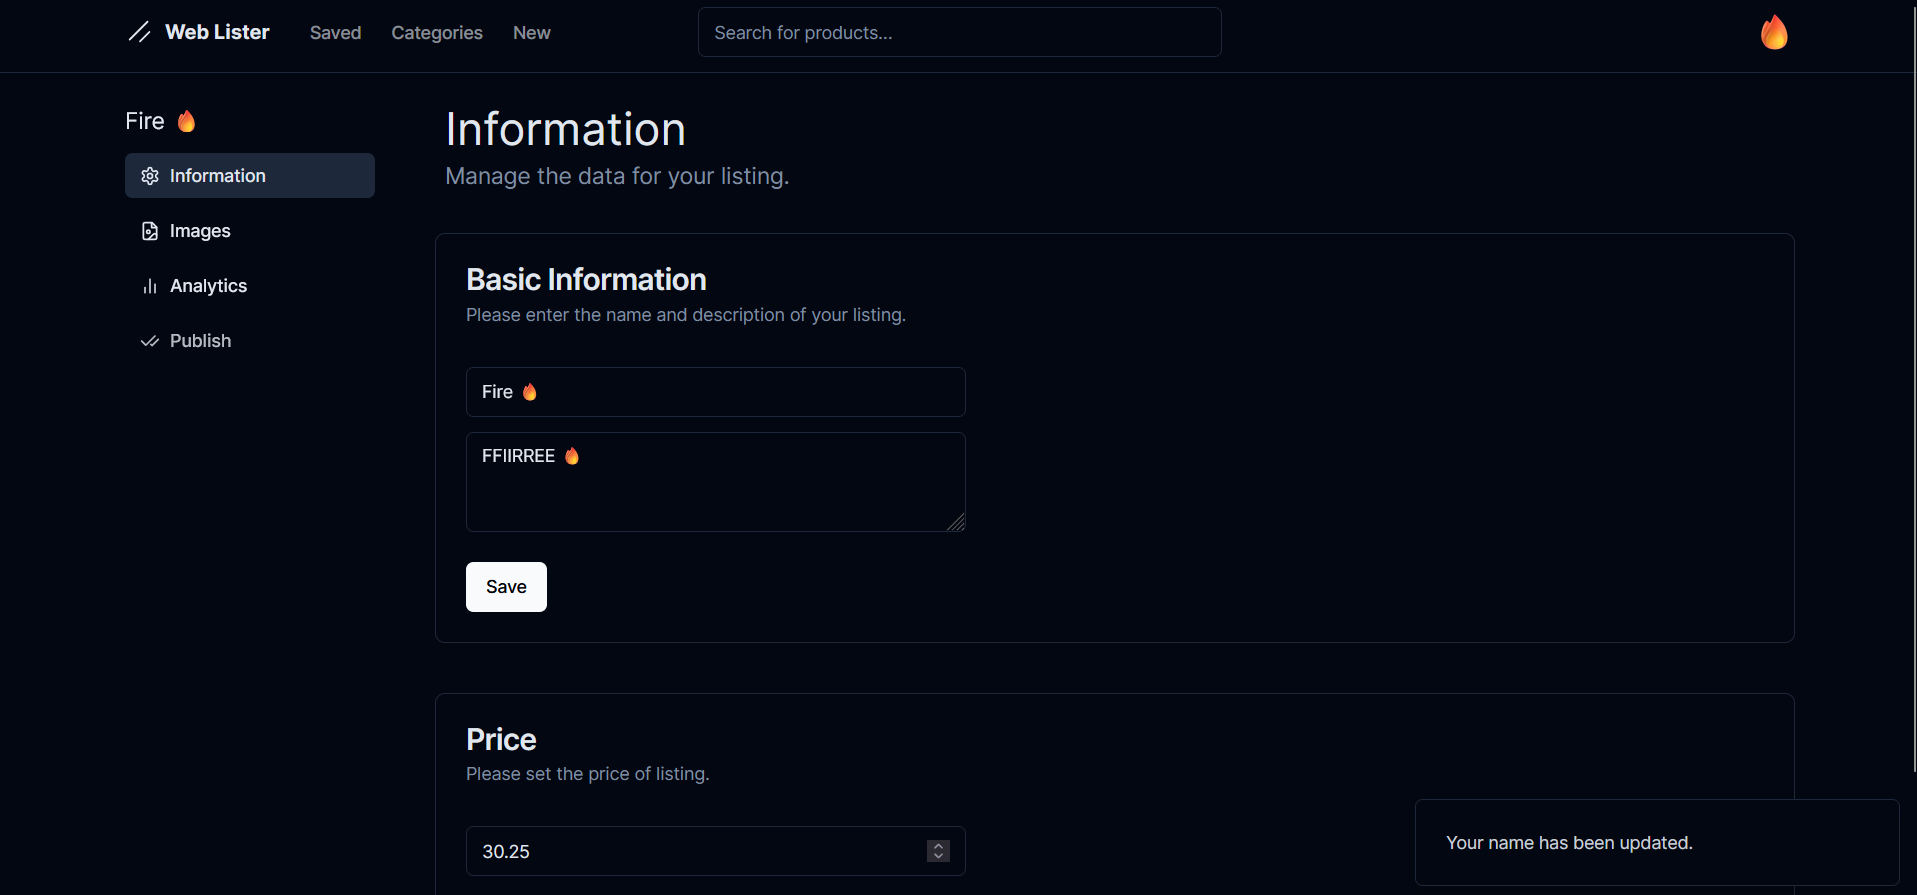 Web Lister Saved Categories New Search for products...
Fire 🔥
Information
Images
Analytics
Publish
Information
Manage the data for your listing.
Basic Information
Please enter the name and description of your listing.
Fire 🔥
FFIIRREE 🔥
Save
Price
Please set the price of listing.
30.25
Your name has been updated.